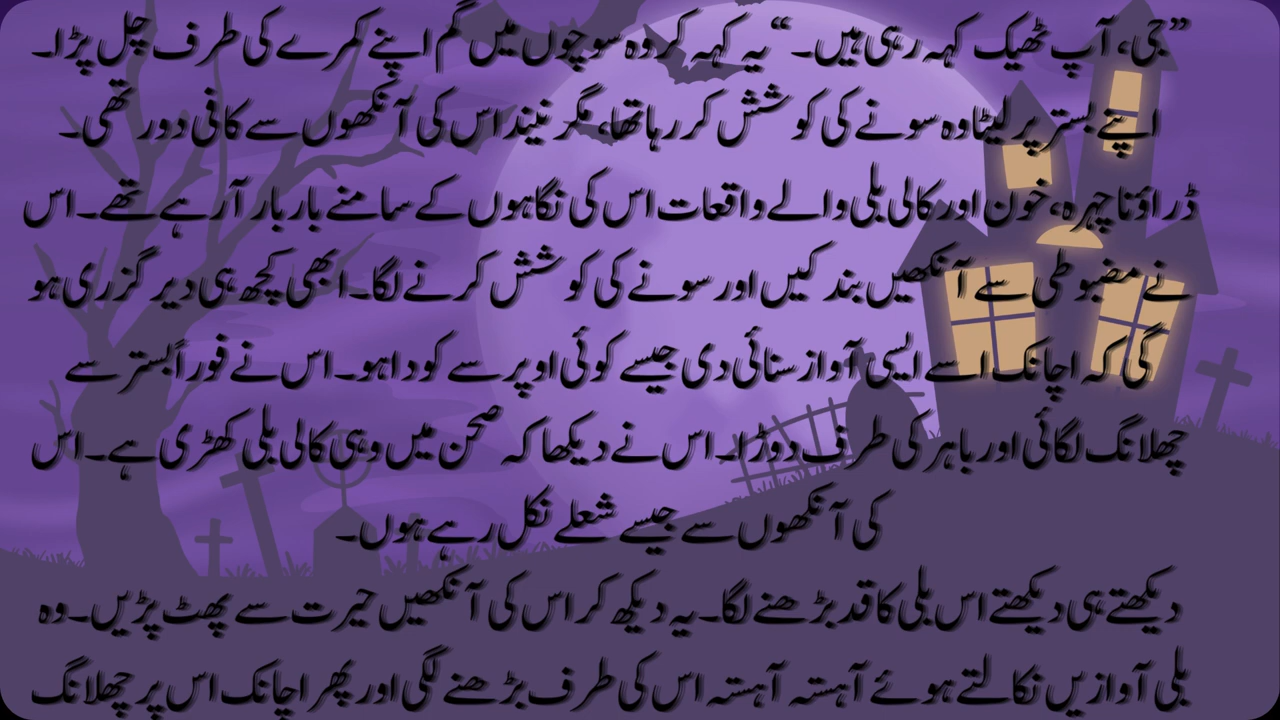 ”جی، آپ ٹھیک کہہ رہی ہیں۔“ یہ کہہ کر وہ سوچوں میں گم اپنے کمرے کی طرف چل پڑا۔
اپنے بستر پر لیٹا وہ سونے کی کوشش کر رہا تھا، مگر نیند اس کی آنکھوں سے کافی دور تھی۔
ڈراؤنا چہرہ، خون اور کالی بلی والے واقعات اس کی نگاہوں کے سامنے بار بار آرہے تھے۔ اس
نے مضبوطی سے آنکھیں بند کیں اور سونے کی کوشش کرنے لگا۔ ابھی کچھ ہی دیر گزری ہو
گی کہ اچانک اسے ایسی آواز سنائی دی جیسے کوئی اوپر سے کودا ہو۔ اس نے فوراً بستر سے
چھلانگ لگائی اور باہر کی طرف دوڑا۔ اس نے دیکھا کہ صحن میں وہی کالی بلی کھڑی ہے۔ اس
کی آنکھوں سے جیسے شعلے نکل رہے ہوں۔
دیکھتے ہی دیکھتے اس بلی کا قد بڑھنے لگا۔ یہ دیکھ کر اس کی آنکھیں حیرت سے پھٹ پڑیں۔ وہ
بلی آوازیں نکالتے ہوئے آہستہ آہستہ اس کی طرف بڑھنے لگی اور پھر اچانک اس پر چھلانگ